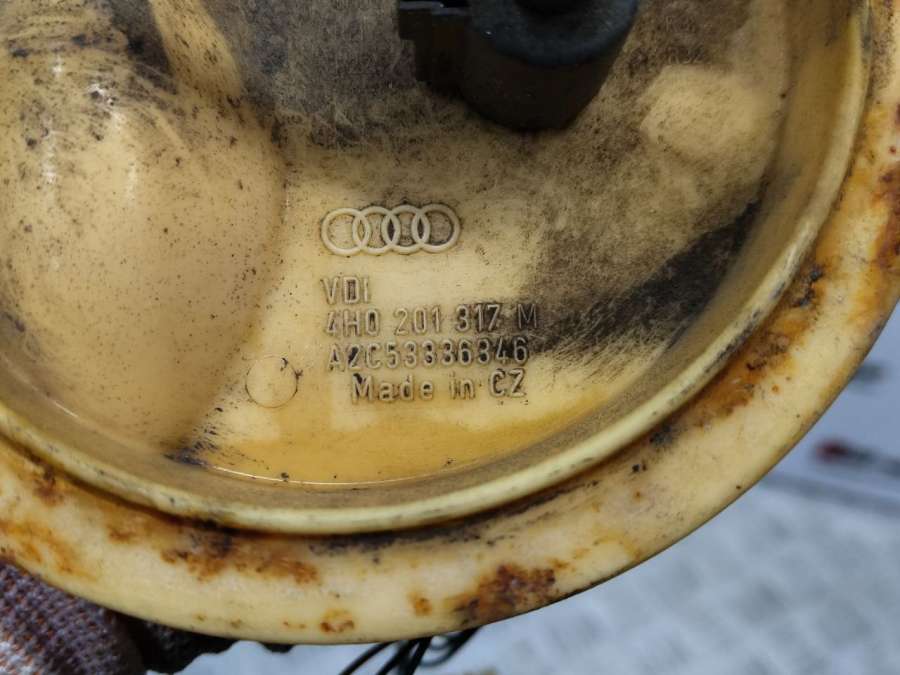 VDI
4H0 201 317 M
A2C53336346
Made in CZ